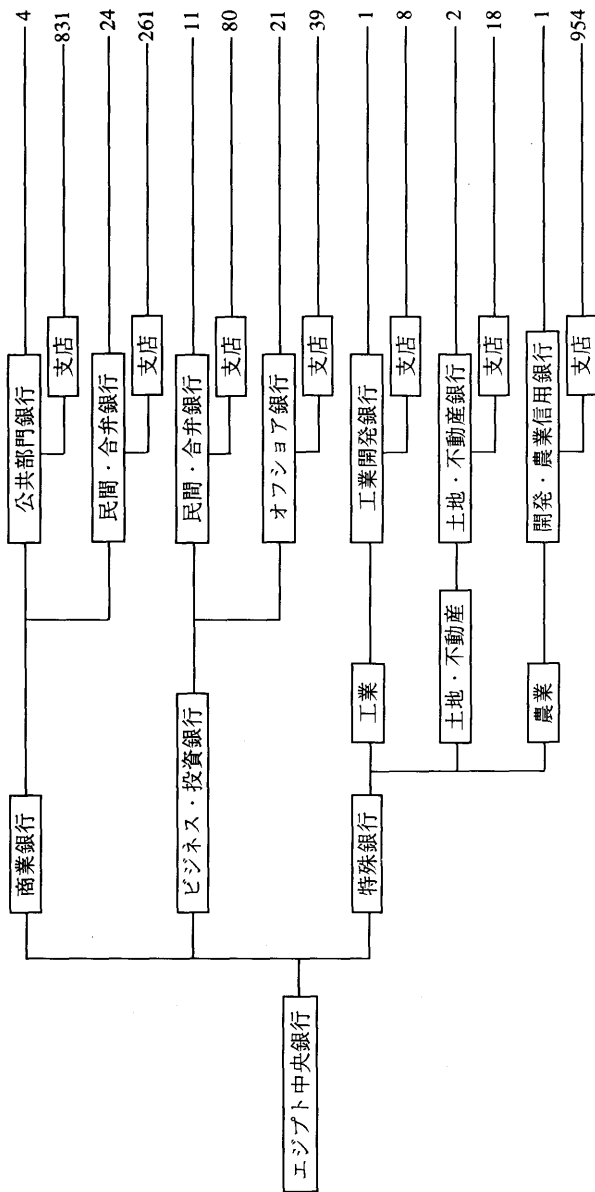 エジプト中央銀行
商業銀行
公共部門銀行 4
支店 831
民間・合弁銀行 24
支店 261
ビジネス・投資銀行
民間・合弁銀行 11
支店 80
オフショア銀行 21
支店 39
特殊銀行
工業
工業開発銀行 1
支店 8
土地・不動産
土地・不動産銀行 2
支店 18
農業
開発・農業信用銀行 1
支店 954